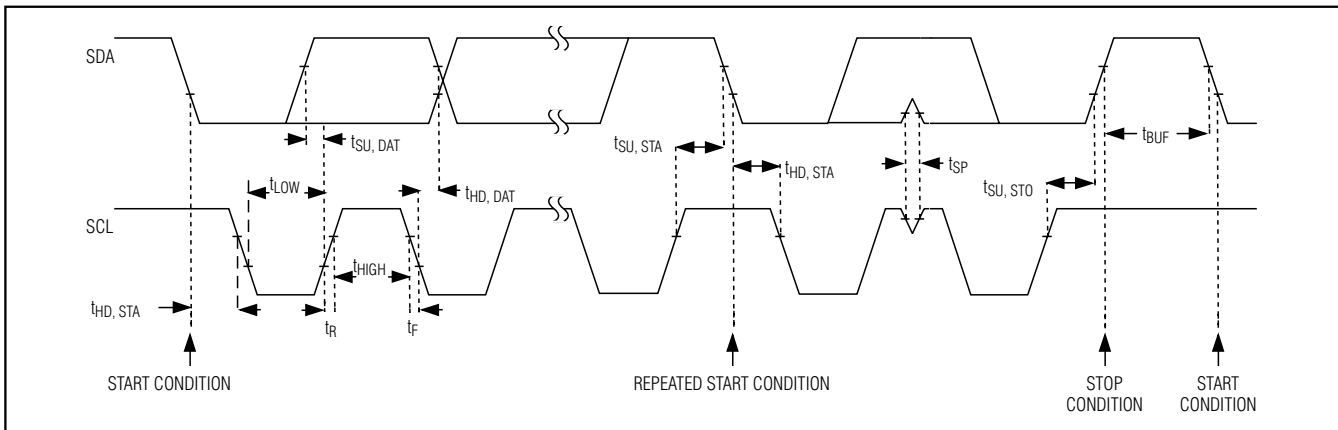 SDA
tSU, DAT
tLOW
tHD, DAT
tSU, STA
tHD, STA
tSP
tBUF
tSU, STO
SCL
tHIGH
tHD, STA
tR
tF
START CONDITION
REPEATED START CONDITION
STOP
CONDITION
START
CONDITION